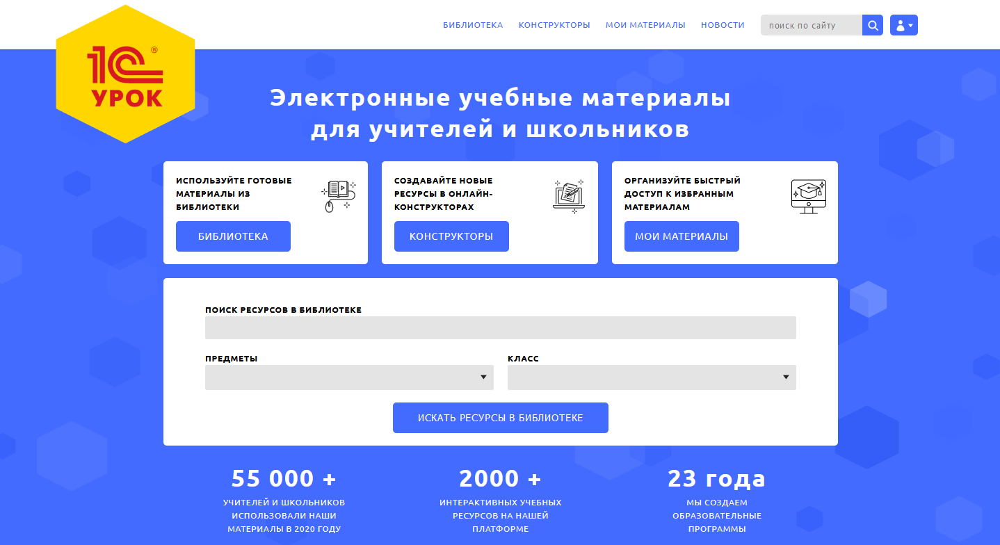 БИБЛИОТЕКА КОНСТРУКТОРЫ МОИ МАТЕРИАЛЫ НОВОСТИ поиск по сайту
1С®
УРОК
Электронные учебные материалы
для учителей и школьников
ИСПОЛЬЗУЙТЕ ГОТОВЫЕ
МАТЕРИАЛЫ ИЗ
БИБЛИОТЕКИ
БИБЛИОТЕКА
СОЗДАВАЙТЕ НОВЫЕ
РЕСУРСЫ В ОНЛАЙН-
КОНСТРУКТОРАХ
КОНСТРУКТОРЫ
ОРГАНИЗУЙТЕ БЫСТРЫЙ
ДОСТУП К ИЗБРАННЫМ
МАТЕРИАЛАМ
МОИ МАТЕРИАЛЫ
ПОИСК РЕСУРСОВ В БИБЛИОТЕКЕ
ПРЕДМЕТЫ
КЛАСС
ИСКАТЬ РЕСУРСЫ В БИБЛИОТЕКЕ
55 000 +
УЧИТЕЛЕЙ И ШКОЛЬНИКОВ
ИСПОЛЬЗОВАЛИ НАШИ
МАТЕРИАЛЫ В 2020 ГОДУ
2000 +
ИНТЕРАКТИВНЫХ УЧЕБНЫХ
РЕСУРСОВ НА НАШЕЙ
ПЛАТФОРМЕ
23 года
МЫ СОЗДАЕМ
ОБРАЗОВАТЕЛЬНЫЕ
ПРОГРАММЫ